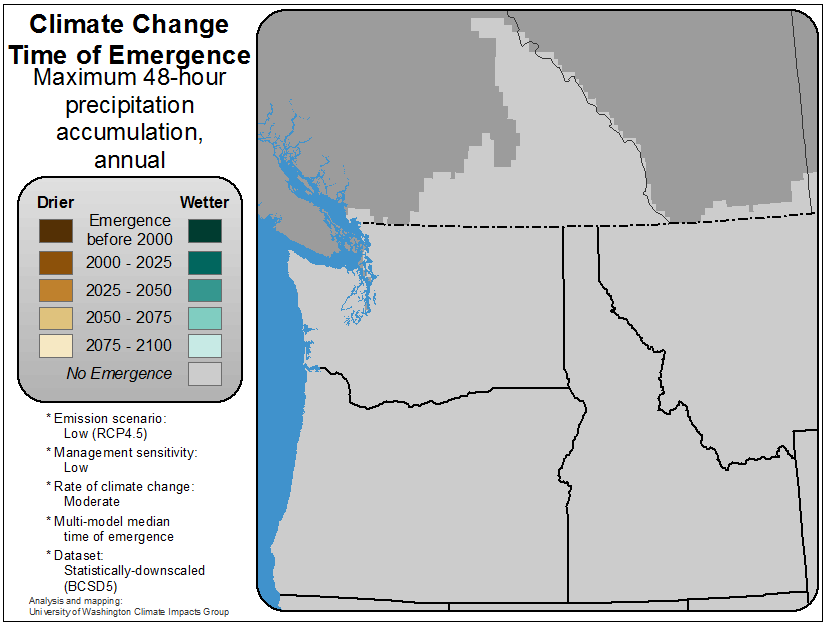 Climate Change
Time of Emergence
Maximum 48-hour
precipitation
accumulation,
annual
Drier
Wetter
Emergence
before 2000
2000 - 2025
2025 - 2050
2050 - 2075
2075 - 2100
No Emergence
* Emission scenario:
Low (RCP4.5)
* Management sensitivity:
Low
* Rate of climate change:
Moderate
* Multi-model median
time of emergence
* Dataset:
Statistically-downscaled
(BCSD5)
Analysis and mapping:
University of Washington Climate Impacts Group